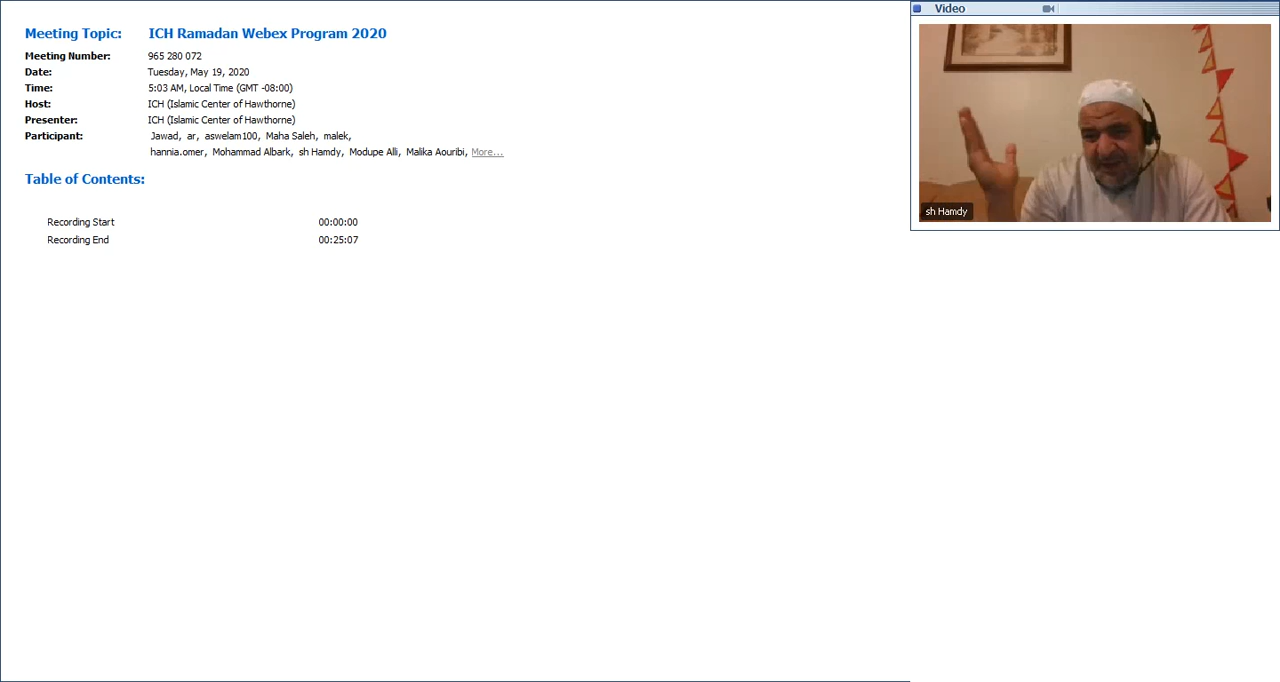 Meeting Topic: ICH Ramadan Webex Program 2020
Meeting Number: 965 280 072
Date: Tuesday, May 19, 2020
Time: 5:03 AM, Local Time (GMT -08:00)
Host: ICH (Islamic Center of Hawthorne)
Presenter: ICH (Islamic Center of Hawthorne)
Participant: Jawad, ar, aswelam100, Maha Saleh, malek,
hannia.omer, Mohammad Albark, sh Hamdy, Modupe Alli, Malika Aouribi, More...
Table of Contents:
Recording Start 00:00:00
Recording End 00:25:07
Video
sh Hamdy